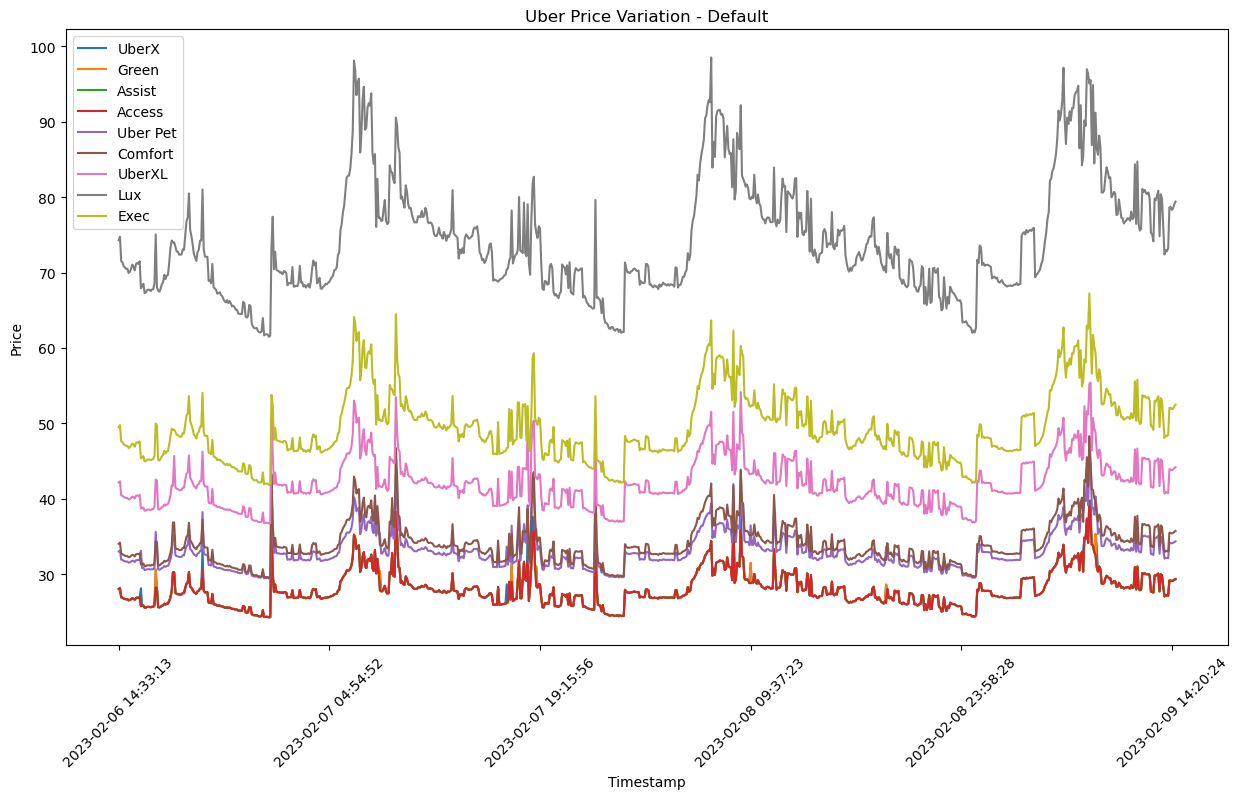 Uber Price Variation - Default
UberX
Green
Assist
Access
Uber Pet
Comfort
UberXL
Lux
Exec
100
90
80
70
60
50
40
30
Price
2023-02-06 14:33:13
2023-02-07 04:54:52
2023-02-07 19:15:56
2023-02-08 09:37:23
2023-02-08 23:58:28
2023-02-09 14:20:24
Timestamp